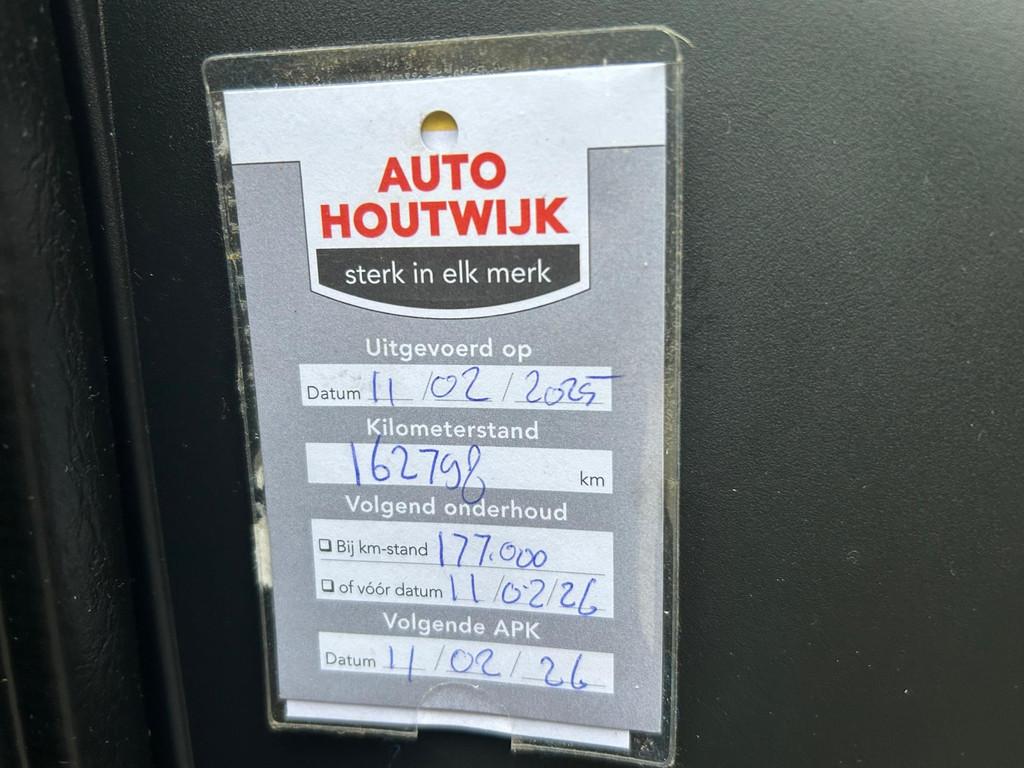 AUTO
HOUTWIJK
sterk in elk merk
Uitgevoerd op
Datum 11/02/2025
Kilometerstand
162798 km
Volgend onderhoud
Bij km-stand 177.000
of vóór datum 11/02/26
Volgende APK
Datum 11/02/26